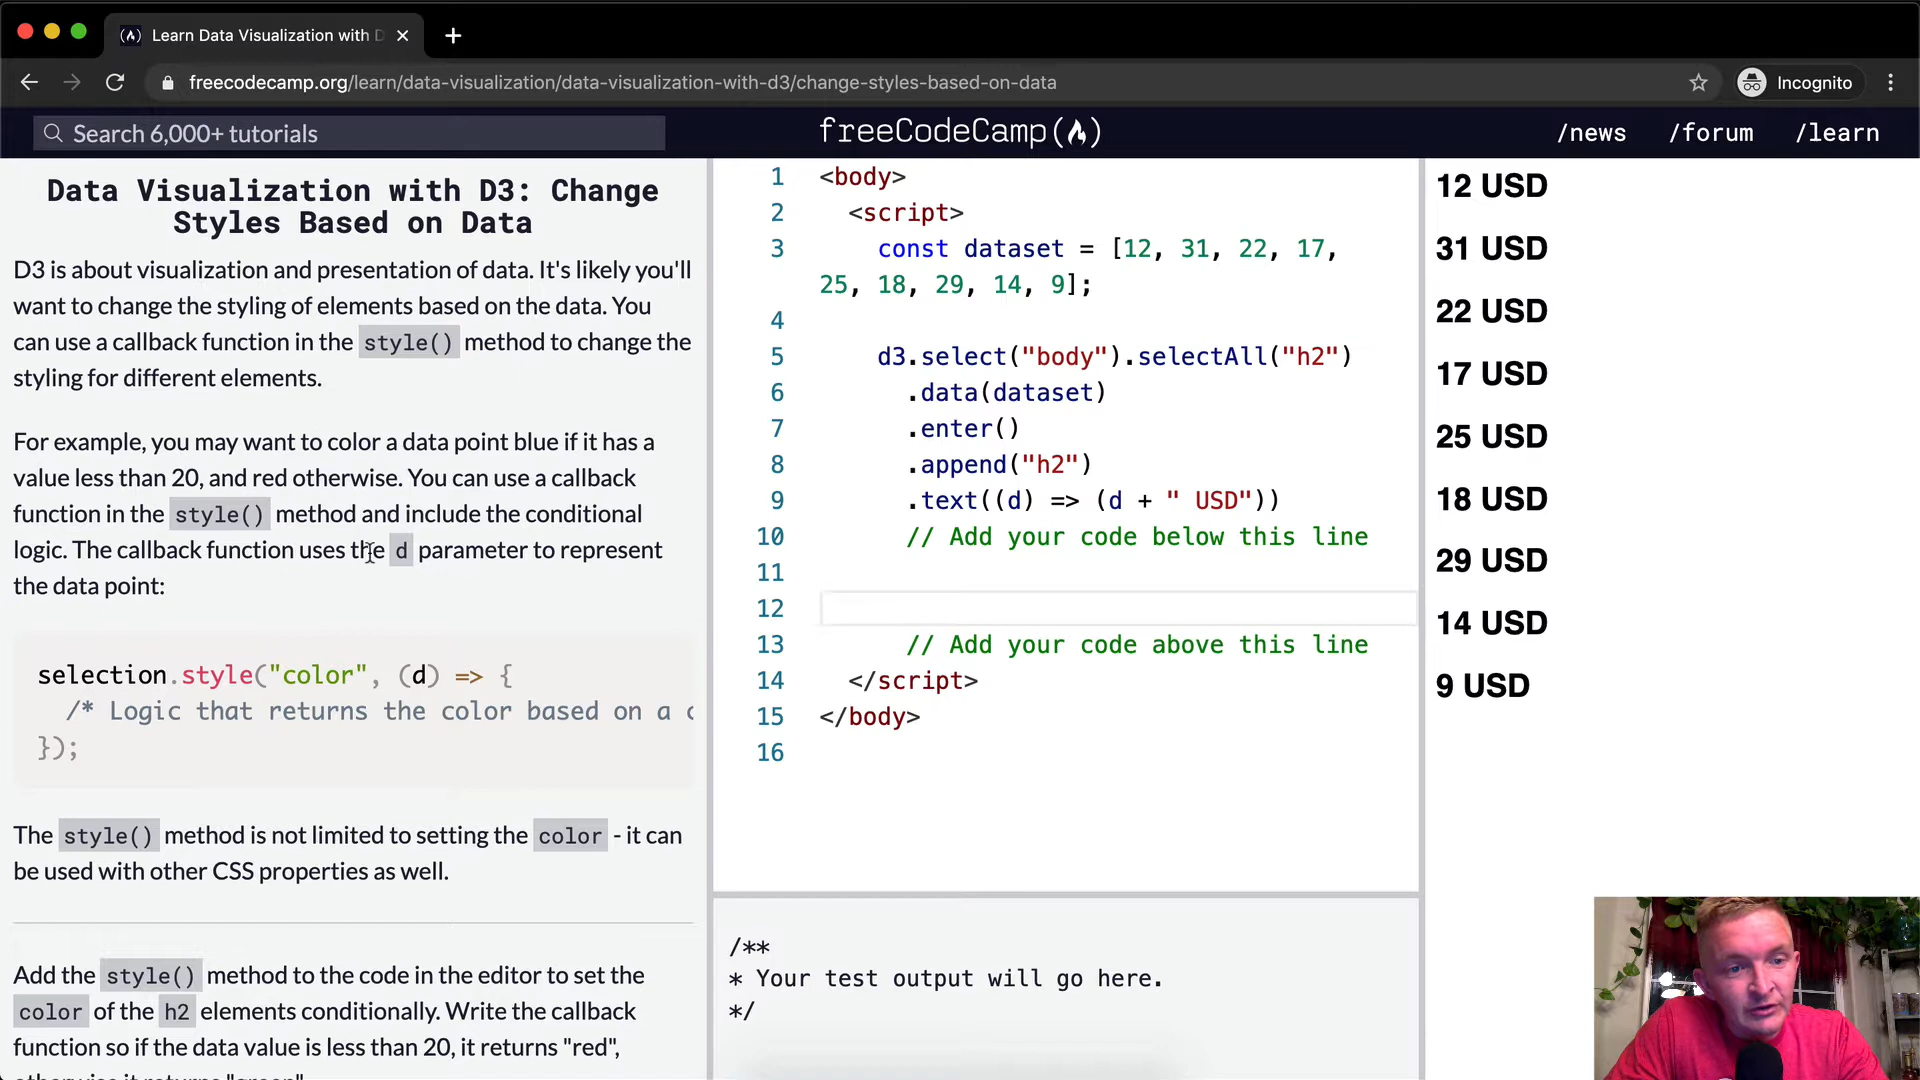 Learn Data Visualization with D
freecodecamp.org/learn/data-visualization/data-visualization-with-d3/change-styles-based-on-data
Incognito
Search 6,000+ tutorials
freeCodeCamp
/news /forum /learn
Data Visualization with D3: Change
Styles Based on Data
D3 is about visualization and presentation of data. It's likely you'll
want to change the styling of elements based on the data. You
can use a callback function in the style() method to change the
styling for different elements.
For example, you may want to color a data point blue if it has a
value less than 20, and red otherwise. You can use a callback
function in the style() method and include the conditional
logic. The callback function uses the d parameter to represent
the data point:
selection.style("color", (d) => {
/* Logic that returns the color based on a c
});
The style() method is not limited to setting the color - it can
be used with other CSS properties as well.
Add the style() method to the code in the editor to set the
color of the h2 elements conditionally. Write the callback
function so if the data value is less than 20, it returns "red",
otherwise it returns "green".
1 <body>
2 <script>
3 const dataset = [12, 31, 22, 17,
25, 18, 29, 14, 9];
4
5 d3.select("body").selectAll("h2")
6 .data(dataset)
7 .enter()
8 .append("h2")
9 .text((d) => (d + " USD"))
10 // Add your code below this line
11
12
13 // Add your code above this line
14 </script>
15 </body>
16
/**
* Your test output will go here.
*/
12 USD
31 USD
22 USD
17 USD
25 USD
18 USD
29 USD
14 USD
9 USD